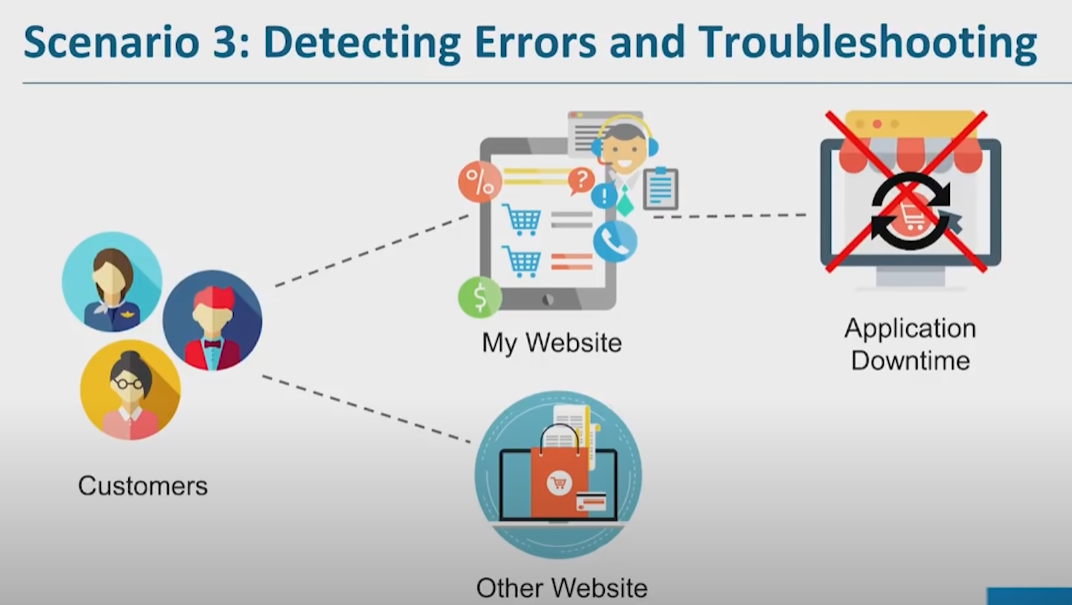 Scenario 3: Detecting Errors and Troubleshooting
%
?
!
$
My Website
Application
Downtime
Customers
Other Website